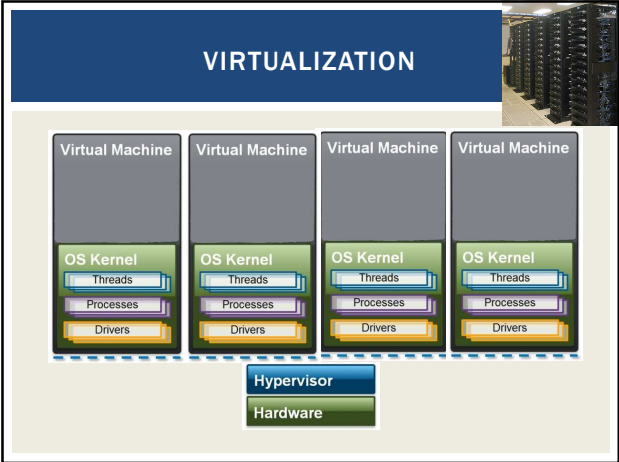 VIRTUALIZATION
Virtual Machine
OS Kernel
Threads
Processes
Drivers
Virtual Machine
OS Kernel
Threads
Processes
Drivers
Virtual Machine
OS Kernel
Threads
Processes
Drivers
Virtual Machine
OS Kernel
Threads
Processes
Drivers
Hypervisor
Hardware